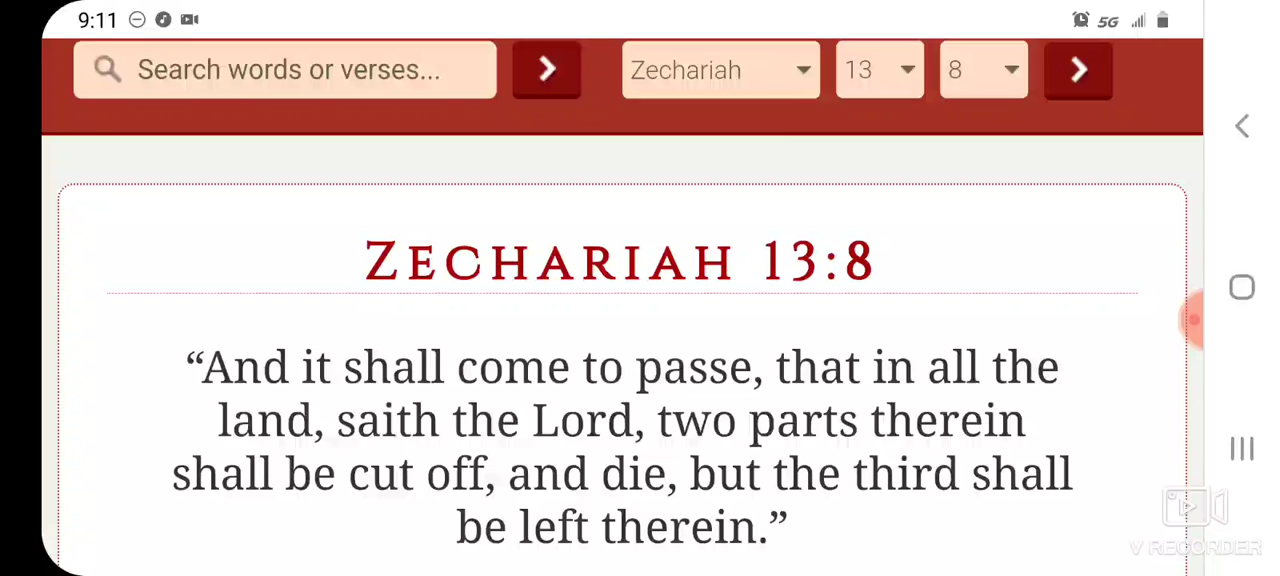 9:11
5G
Search words or verses...
Zechariah
13
8
ZECHARIAH 13:8
“And it shall come to passe, that in all the
land, saith the Lord, two parts therein
shall be cut off, and die, but the third shall
be left therein.”
V RECORDER